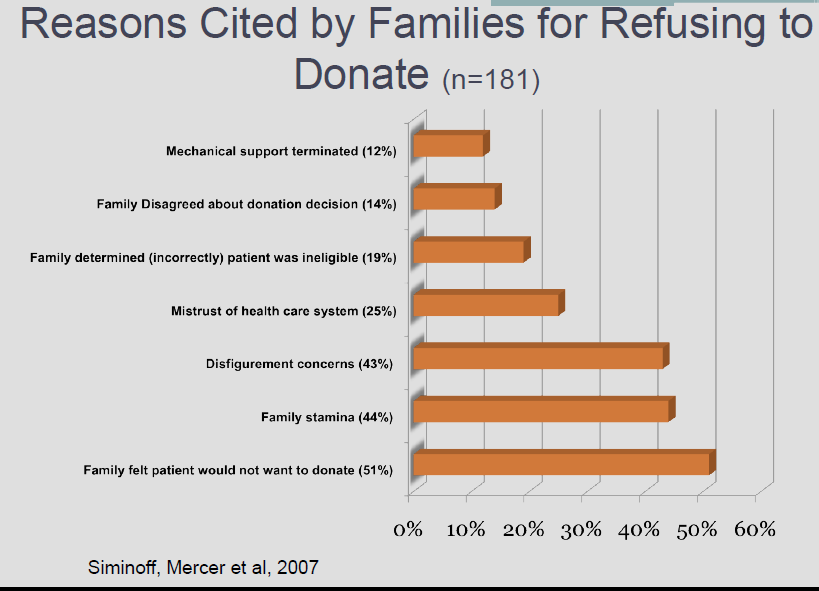 Reasons Cited by Families for Refusing to
Donate (n=181)
Mechanical support terminated (12%)
Family Disagreed about donation decision (14%)
Family determined (incorrectly) patient was ineligible (19%)
Mistrust of health care system (25%)
Disfigurement concerns (43%)
Family stamina (44%)
Family felt patient would not want to donate (51%)
0% 10% 20% 30% 40% 50% 60%
Siminoff, Mercer et al, 2007